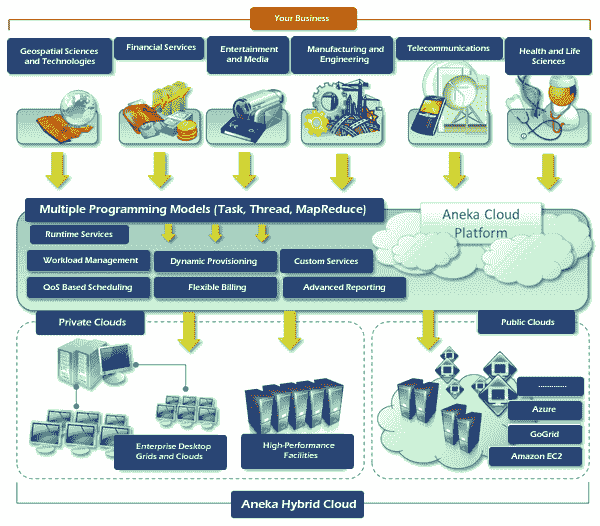 Your Business
Geospatial Sciences
and Technologies
Financial Services
Entertainment
and Media
Manufacturing and
Engineering
Telecommunications
Health and Life
Sciences
Multiple Programming Models (Task, Thread, MapReduce)
Aneka Cloud
Platform
Runtime Services
Workload Management
Dynamic Provisioning
Custom Services
QoS Based Scheduling
Flexible Billing
Advanced Reporting
Private Clouds
Public Clouds
.............
Azure
GoGrid
Amazon EC2
Enterprise Desktop
Grids and Clouds
High-Performance
Facilities
Aneka Hybrid Cloud